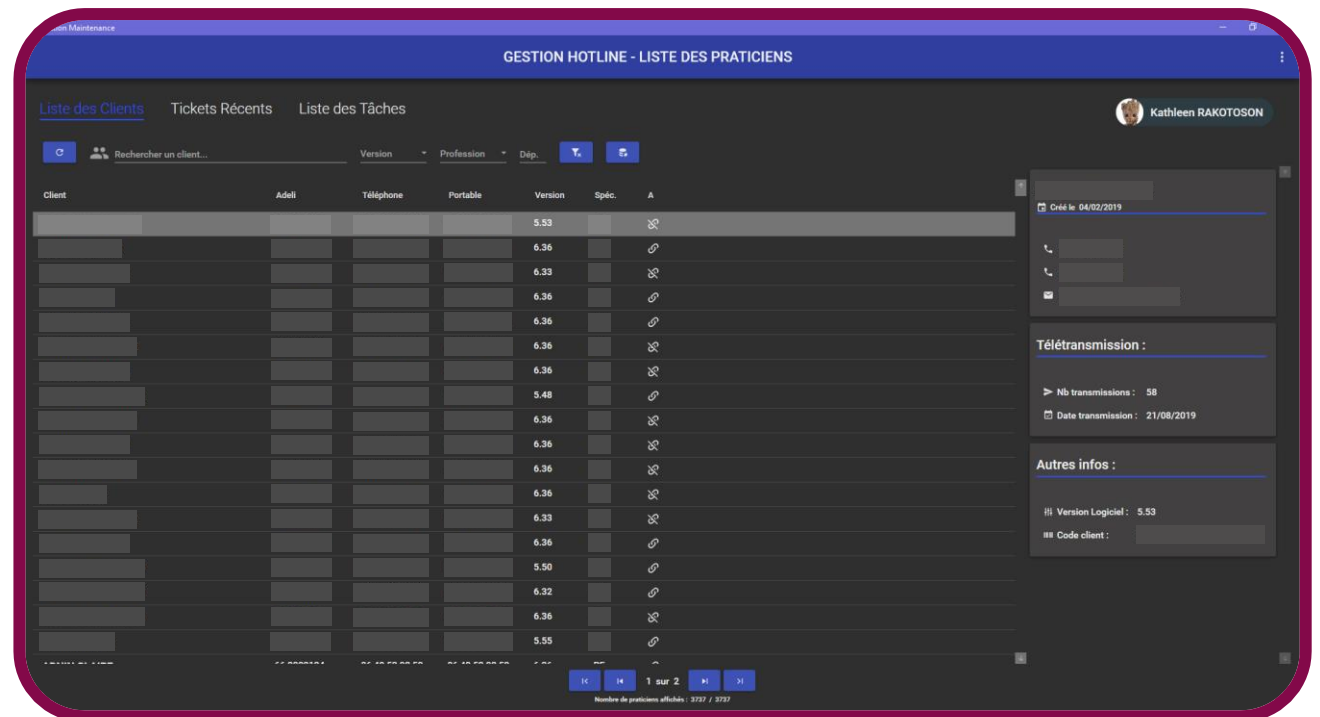 Maintenance
GESTION HOTLINE - LISTE DES PRATICIENS
Liste des Clients Tickets Récents Liste des Tâches
Kathleen RAKOTOSON
Rechercher un client... Version Profession Dép.
Client Adeli Téléphone Portable Version Spéc. A
Créé le 04/02/2019
5.53
6.36
6.33
6.36
6.36
6.36
6.36
5.48
6.36
6.36
6.36
6.36
6.33
6.36
5.50
6.32
6.36
5.55
Télétransmission :
Nb transmissions : 58
Date transmission : 21/08/2019
Autres infos :
Version Logiciel : 5.53
Code client :
1 sur 2
Nombre de praticiens affichés : 3737 / 3737